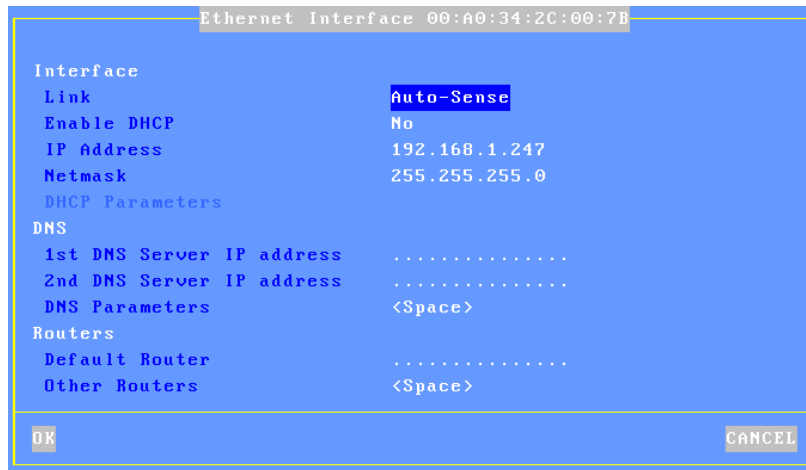 Ethernet Interface 00:A0:34:2C:00:7B
Interface
Link Auto-Sense
Enable DHCP No
IP Address 192.168.1.247
Netmask 255.255.255.0
DHCP Parameters
DNS
1st DNS Server IP address ...............
2nd DNS Server IP address ...............
DNS Parameters <Space>
Routers
Default Router ...............
Other Routers <Space>
OK CANCEL